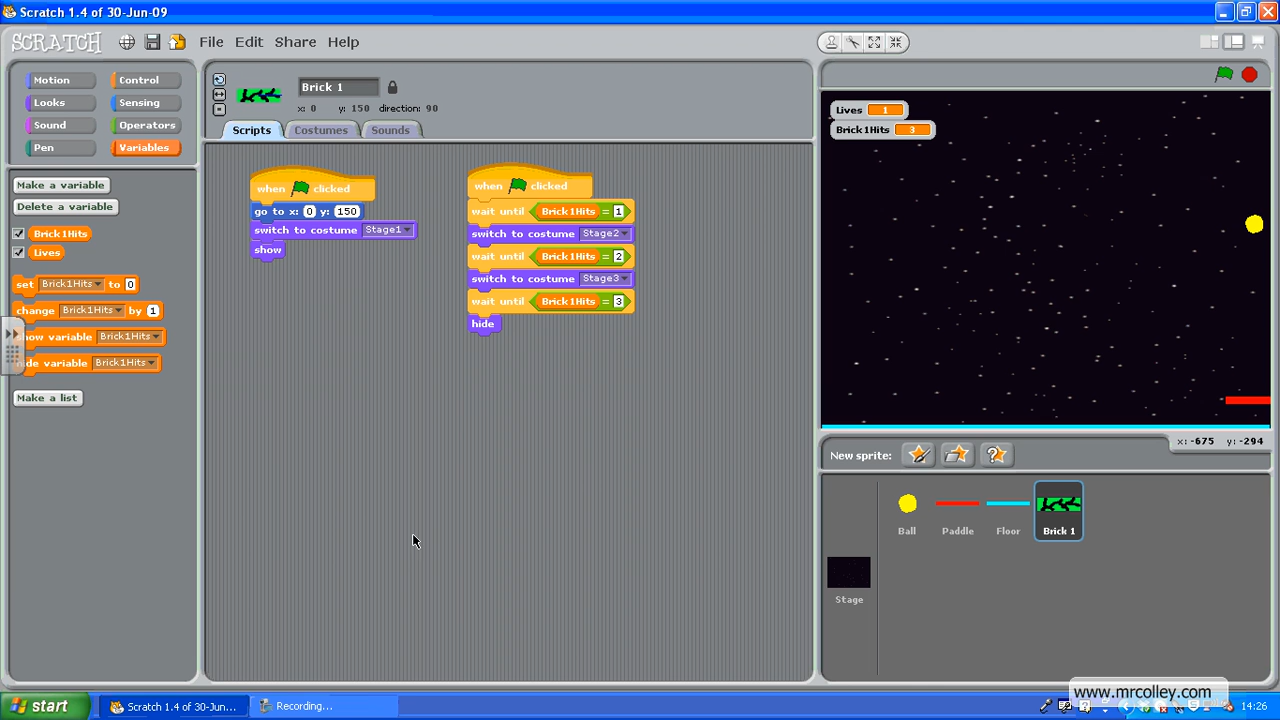 Scratch 1.4 of 30-Jun-09
SCRATCH File Edit Share Help
Motion Control
Looks Sensing
Sound Operators
Pen Variables
Make a variable
Delete a variable
Brick1Hits
Lives
set Brick1Hits to 0
change Brick1Hits by 1
how variable Brick1Hits
de variable Brick1Hits
Make a list
Brick 1
x: 0 y: 150 direction: 90
Scripts Costumes Sounds
when clicked
go to x: 0 y: 150
switch to costume Stage1
show
when clicked
wait until Brick1Hits = 1
switch to costume Stage2
wait until Brick1Hits = 2
switch to costume Stage3
wait until Brick1Hits = 3
hide
Lives 1
Brick1Hits 3
x: -675 y: -294
New sprite:
Ball Paddle Floor Brick 1
Stage
www.mrcolley.com
start Scratch 1.4 of 30-Jun... Recording... 14:26